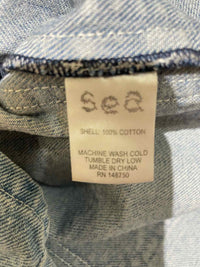 sea
SHELL: 100% COTTON
MACHINE WASH COLD
TUMBLE DRY LOW
MADE IN CHINA
RN 148750